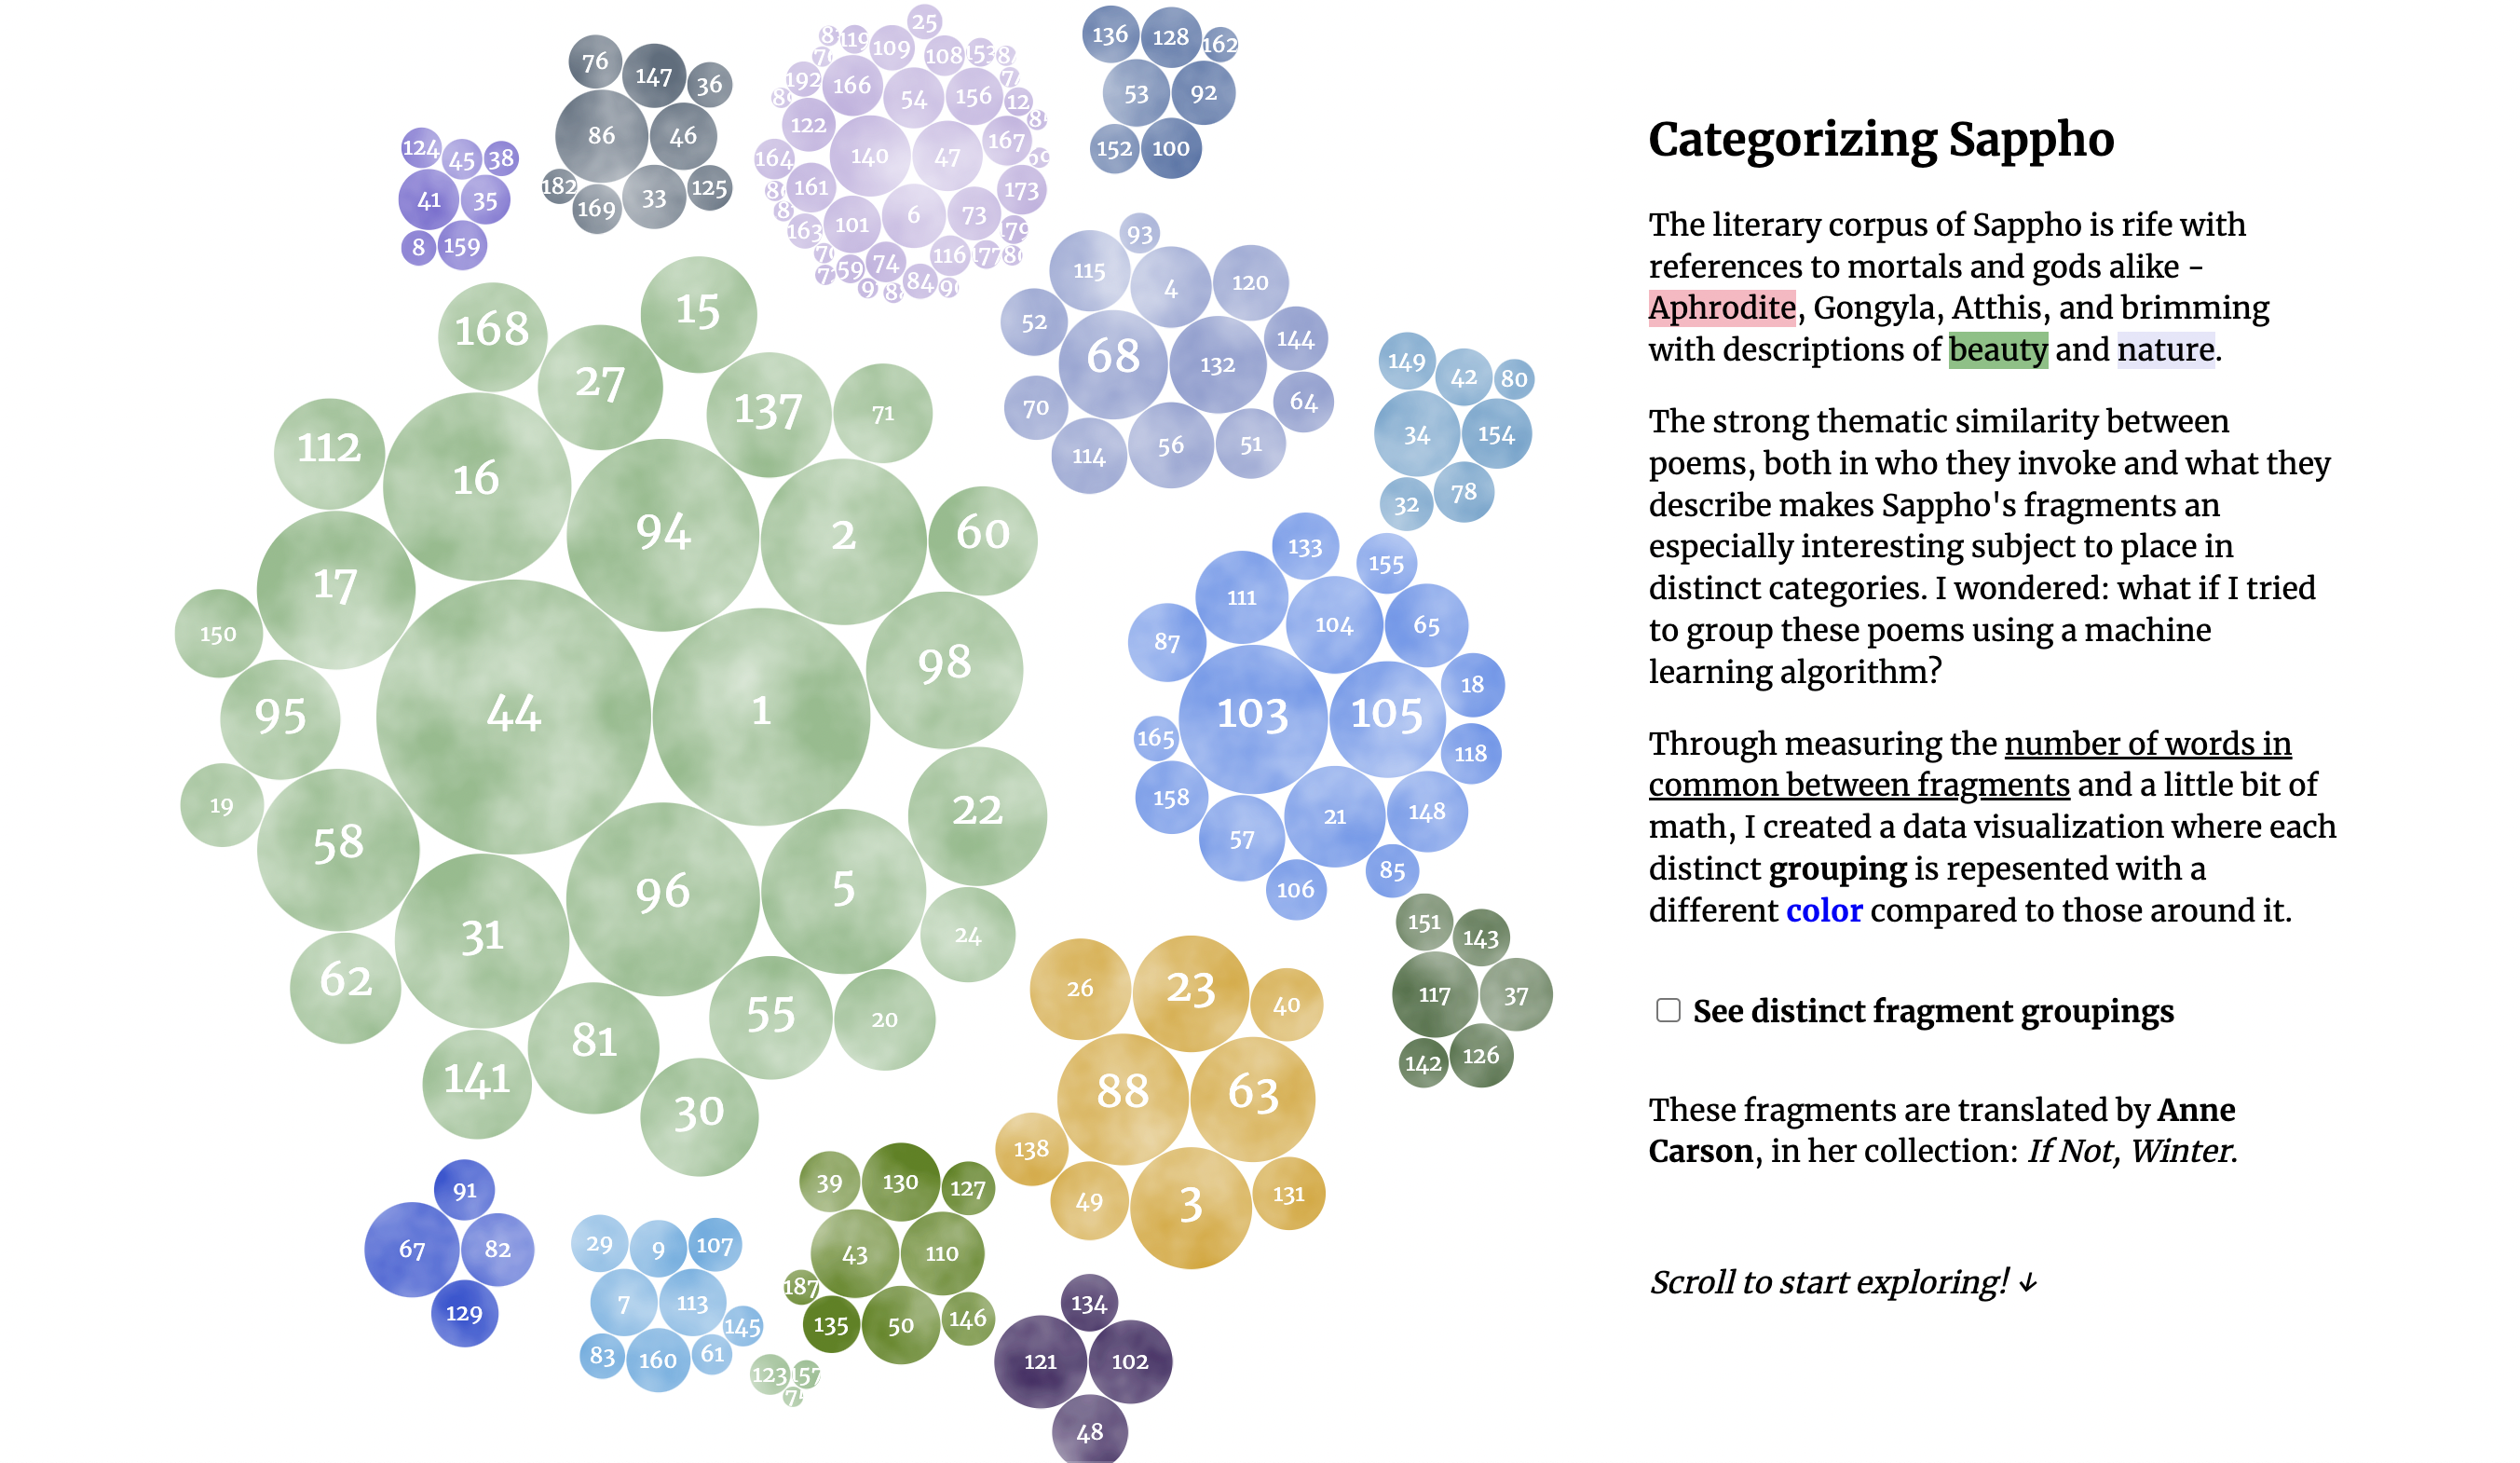 Categorizing Sappho
The literary corpus of Sappho is rife with
references to mortals and gods alike -
Aphrodite, Gongyla, Atthis, and brimming
with descriptions of beauty and nature.
The strong thematic similarity between
poems, both in who they invoke and what they
describe makes Sappho's fragments an
especially interesting subject to place in
distinct categories. I wondered: what if I tried
to group these poems using a machine
learning algorithm?
Through measuring the number of words in
common between fragments and a little bit of
math, I created a data visualization where each
distinct grouping is repesented with a
different color compared to those around it.
See distinct fragment groupings
These fragments are translated by Anne
Carson, in her collection: If Not, Winter.
Scroll to start exploring! ↓
124 45 38
41 35
8 159
76 147 36
86 46
182 169 33 125
25
119 109 108
192 166 54 156
122 167
164 140 47
161 173
163 101 6 73
59 74 116
84
136 128 162
53 92
152 100
93
115 4 120
52 144
68 132
70 64
114 56 51
149 42 80
34 154
32 78
168 27 15
112 16 137 71
17 94 2 60
150 95 44 1 98
19 58 96 5 22
62 31 24
141 81 55 20
30
133 155
111 104 65
87 18
103 105
165 118
158 21 148
57 85
106
151 143
117 37
142 126
26 23 40
88 63
138 49 3 131
91
67 82
129
29 9 107
7 113
145
83 160 61
39 130 127
43 110
187
135 50 146
123 157
134
121 102
48